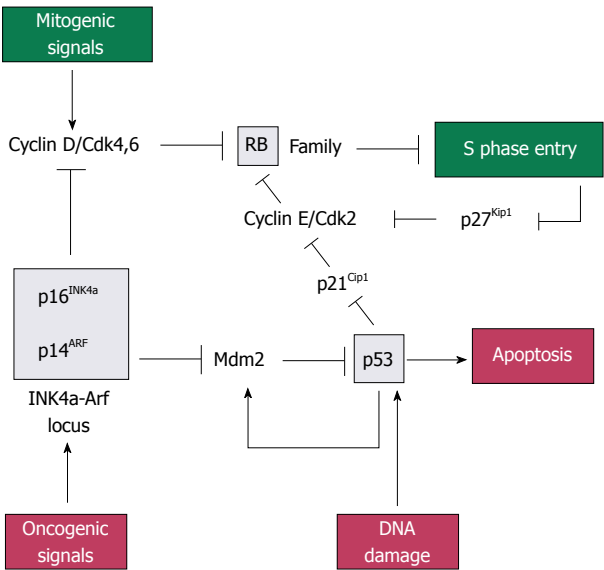 Mitogenic
signals
Cyclin D/Cdk4,6
RB Family
S phase entry
Cyclin E/Cdk2
p27Kip1
p21Cip1
p16INK4a
p14ARF
Mdm2
p53
Apoptosis
INK4a-Arf
locus
Oncogenic
signals
DNA
damage